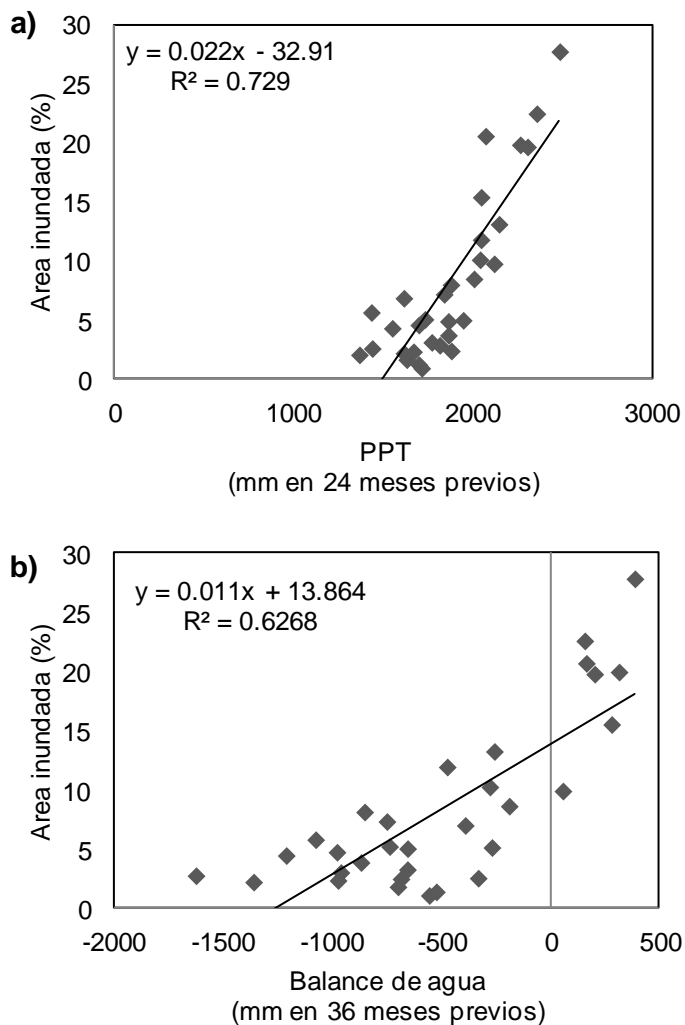 a)
y = 0.022x - 32.91
R² = 0.729
Area inundada (%)
30
25
20
15
10
5
0
0 1000 2000 3000
PPT
(mm en 24 meses previos)
b)
y = 0.011x + 13.864
R² = 0.6268
Area inundada (%)
30
25
20
15
10
5
0
-2000 -1500 -1000 -500 0 500
Balance de agua
(mm en 36 meses previos)